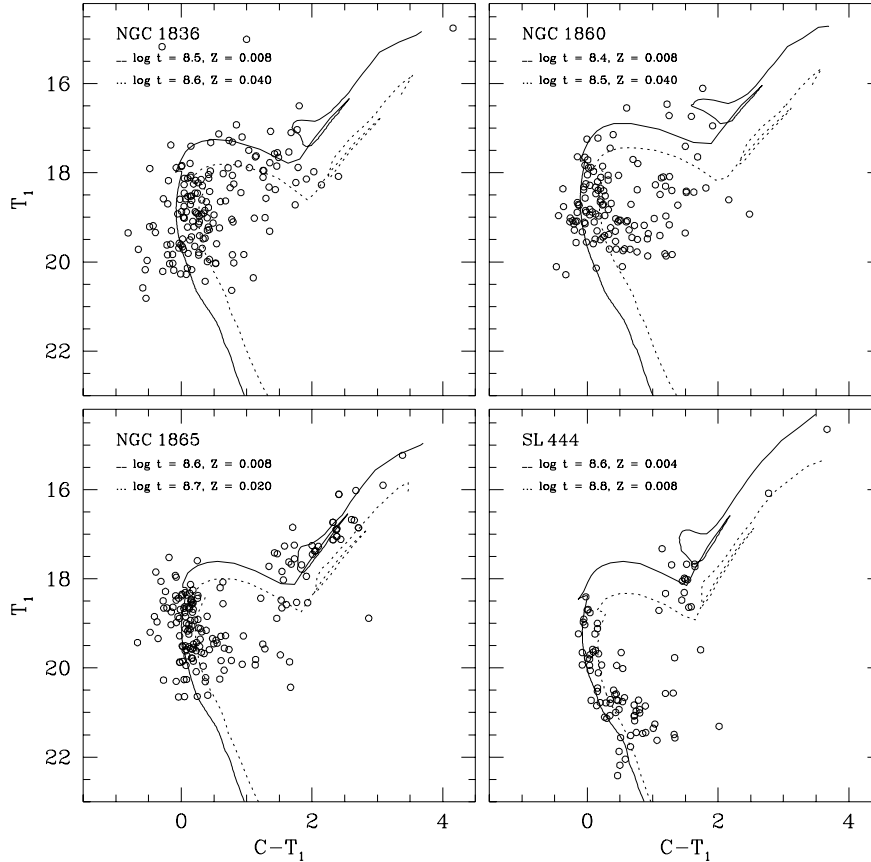 NGC 1836
__ log t = 8.5, Z = 0.008
... log t = 8.6, Z = 0.040
NGC 1860
__ log t = 8.4, Z = 0.008
... log t = 8.5, Z = 0.040
16
18
20
22
T1
NGC 1865
__ log t = 8.6, Z = 0.008
... log t = 8.7, Z = 0.020
SL 444
__ log t = 8.6, Z = 0.004
... log t = 8.8, Z = 0.008
16
18
20
22
T1
0 2 4
0 2 4
C-T1
C-T1